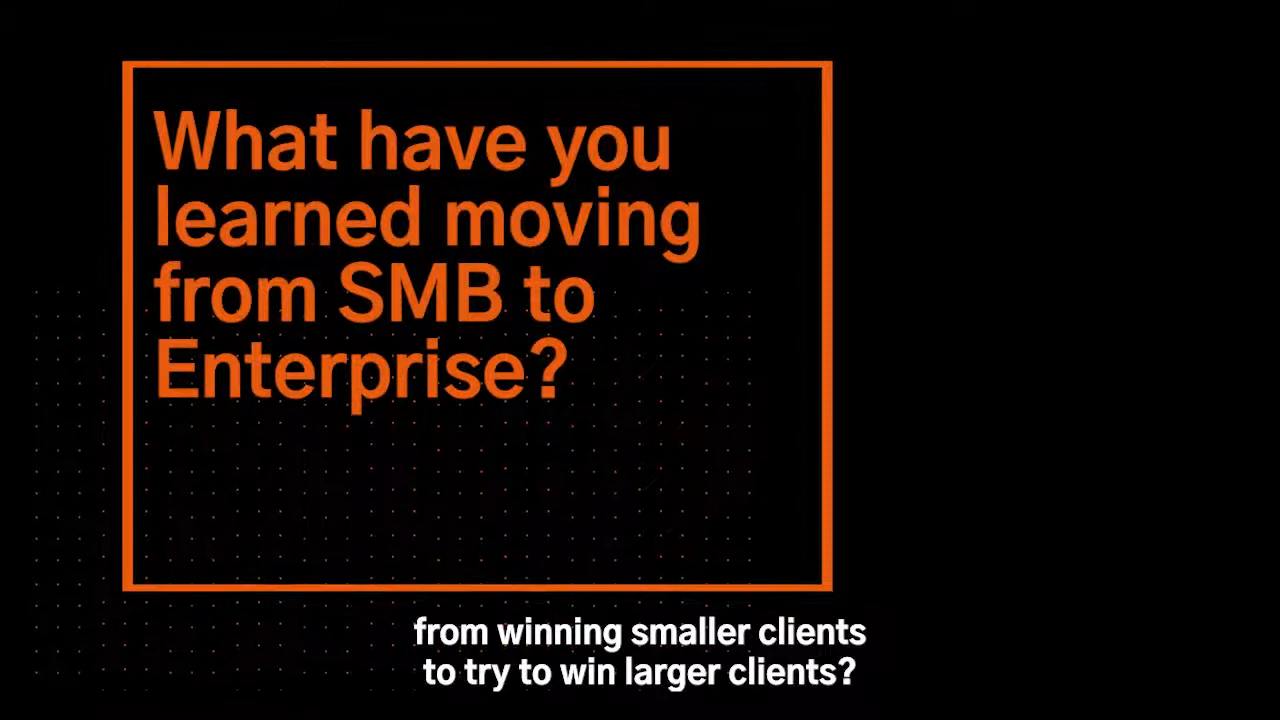 What have you
learned moving
from SMB to
Enterprise?
from winning smaller clients
to try to win larger clients?